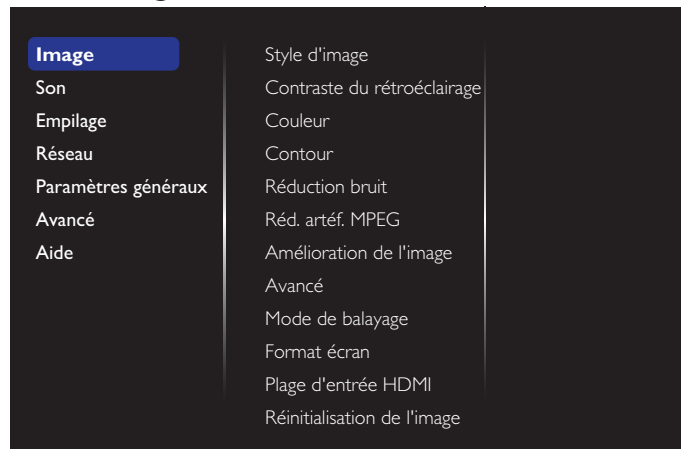 Image
Son
Empilage
Réseau
Paramètres généraux
Avancé
Aide
Style d'image
Contraste du rétroéclairage
Couleur
Contour
Réduction bruit
Réd. artéf. MPEG
Amélioration de l'image
Avancé
Mode de balayage
Format écran
Plage d'entrée HDMI
Réinitialisation de l'image